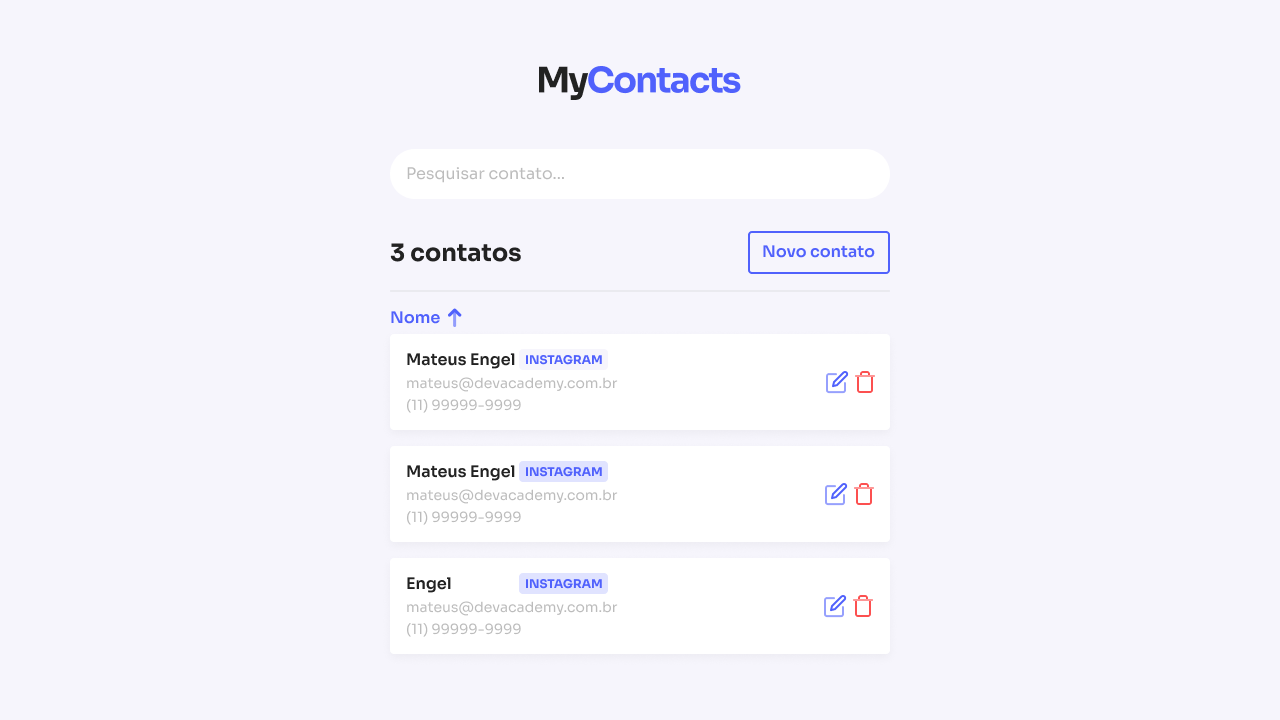 MyContacts
Pesquisar contato...
3 contatos
Novo contato
Nome
Mateus Engel INSTAGRAM
mateus@devacademy.com.br
(11) 99999-9999
Mateus Engel INSTAGRAM
mateus@devacademy.com.br
(11) 99999-9999
Engel INSTAGRAM
mateus@devacademy.com.br
(11) 99999-9999